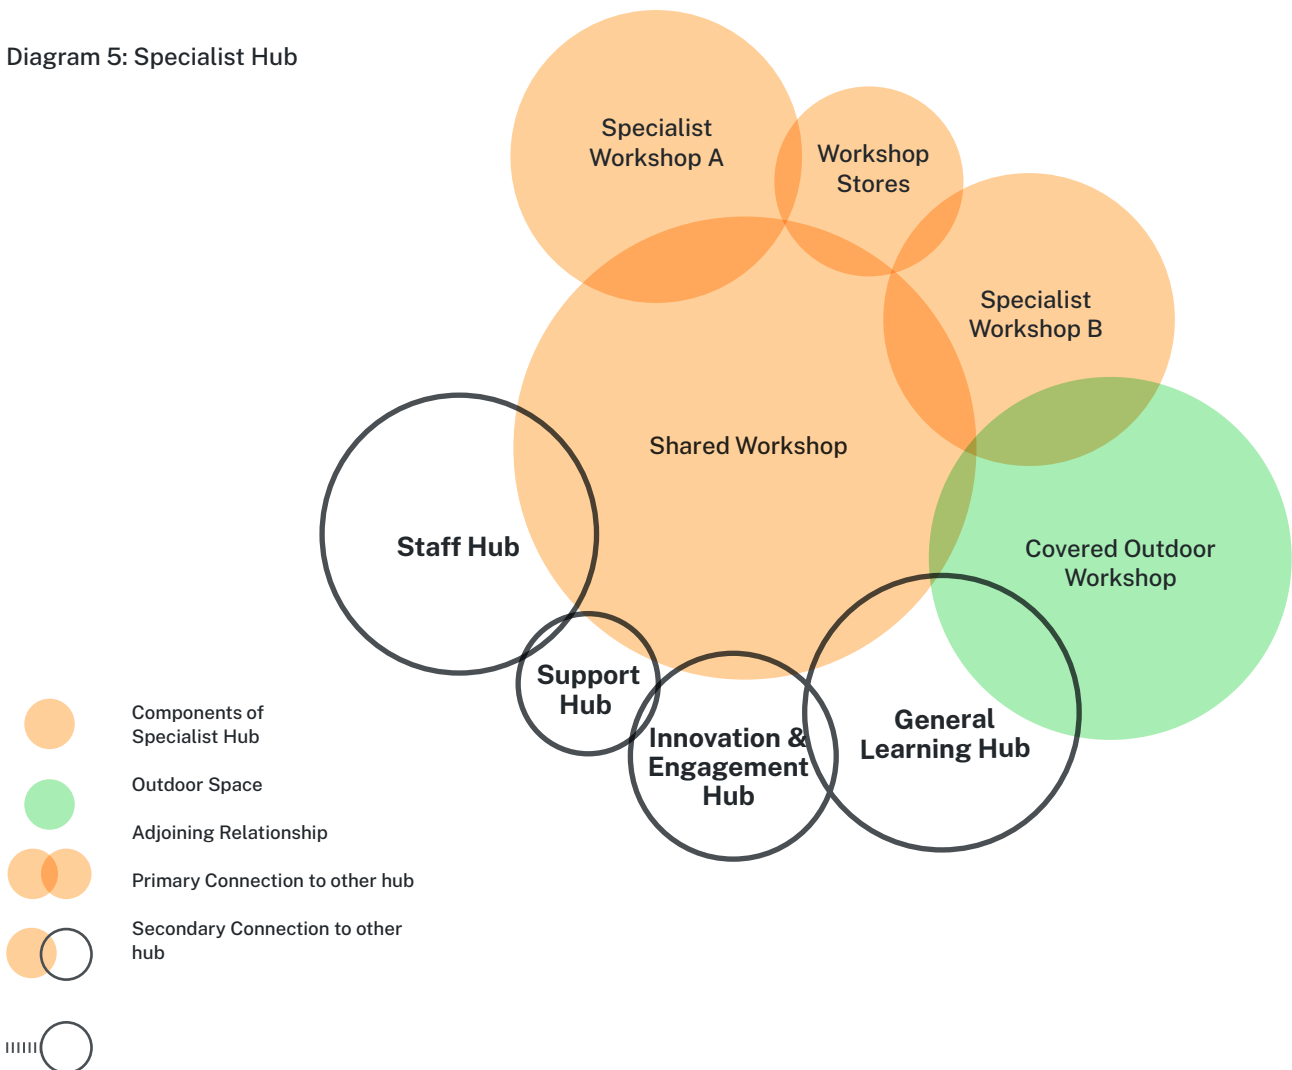 Diagram 5: Specialist Hub
Specialist
Workshop A
Workshop
Stores
Specialist
Workshop B
Shared Workshop
Staff Hub
Covered Outdoor
Workshop
Support
Hub
Innovation &
Engagement
Hub
General
Learning Hub
Components of
Specialist Hub
Outdoor Space
Adjoining Relationship
Primary Connection to other hub
Secondary Connection to other
hub